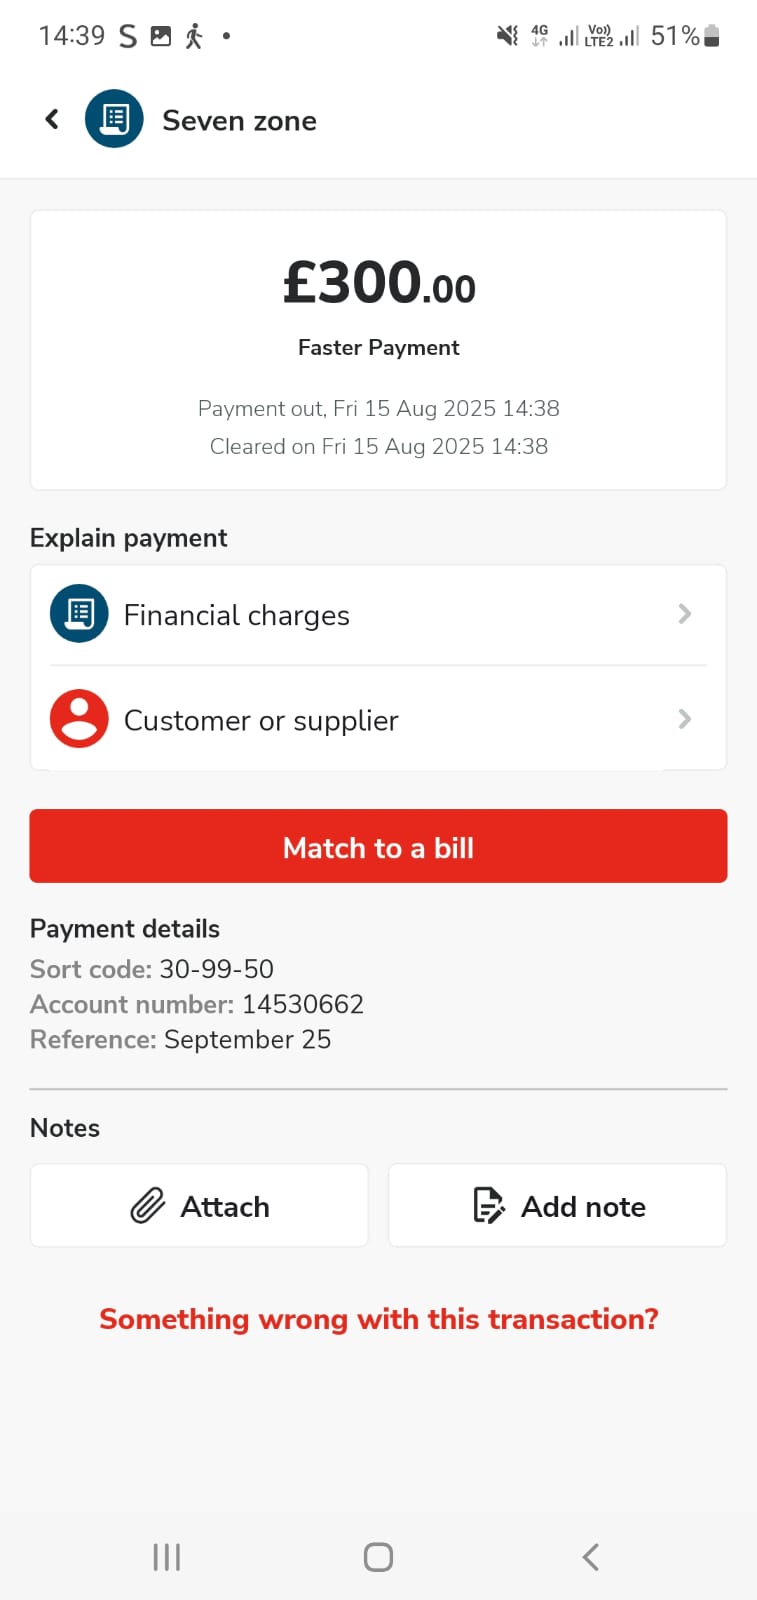 14:39 S 4G Vo)) LTE2 51%
Seven zone
£300.00
Faster Payment
Payment out, Fri 15 Aug 2025 14:38
Cleared on Fri 15 Aug 2025 14:38
Explain payment
Financial charges
Customer or supplier
Match to a bill
Payment details
Sort code: 30-99-50
Account number: 14530662
Reference: September 25
Notes
Attach Add note
Something wrong with this transaction?